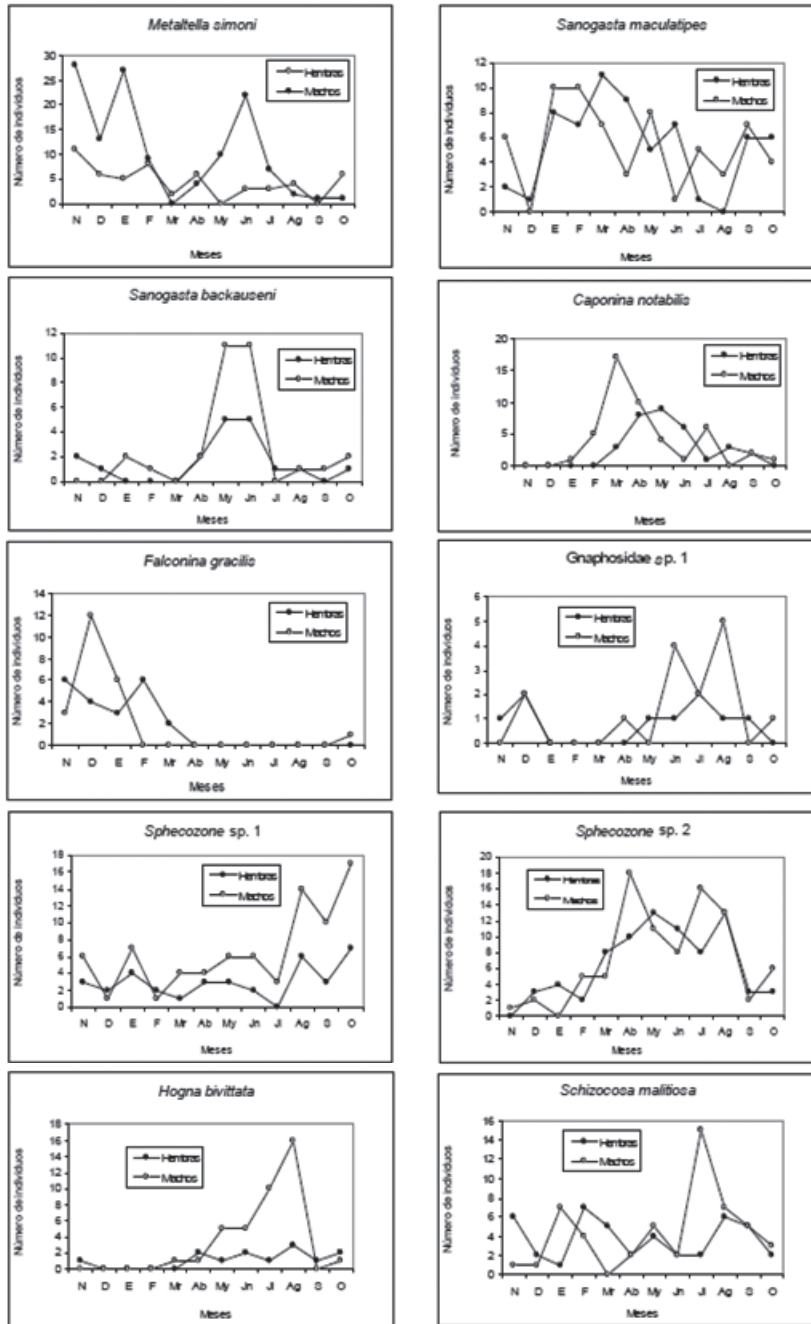 Metaltella simoni
Número de individuos
30
25
20
15
10
5
0
Hembras
Machos
N D E F Mr Ab My Jn Jl Ag S O
Meses
Sanogasta maculatipes
Número de individuos
12
10
8
6
4
2
0
Hembras
Machos
N D E F Mr Ab My Jn Jl Ag S O
Meses
Sanogasta backauseni
Número de individuos
12
10
8
6
4
2
0
Hembras
Machos
N D E F Mr Ab My Jn Jl Ag S O
Meses
Caponina notabilis
Número de individuos
20
15
10
5
0
Hembras
Machos
N D E F Mr Ab My Jn Jl Ag S O
Meses
Falconina gracilis
Número de individuos
14
12
10
8
6
4
2
0
Hembras
Machos
N D E F Mr Ab My Jn Jl Ag S O
Meses
Gnaphosidae sp. 1
Número de individuos
6
5
4
3
2
1
0
Hembras
Machos
N D E F Mr Ab My Jn Jl Ag S O
Meses
Sphecozone sp. 1
Número de individuos
18
16
14
12
10
8
6
4
2
0
Hembras
Machos
N D E F Mr Ab My Jn Jl Ag S O
Meses
Sphecozone sp. 2
Número de individuos
20
18
16
14
12
10
8
6
4
2
0
Hembras
Machos
N D E F Mr Ab My Jn Jl Ag S O
Meses
Hogna bivittata
Número de individuos
18
16
14
12
10
8
6
4
2
0
Hembras
Machos
N D E F Mr Ab My Jn Jl Ag S O
Meses
Schizocosa malitiosa
Número de individuos
16
14
12
10
8
6
4
2
0
Hembras
Machos
N D E F Mr Ab My Jn Jl Ag S O
Meses